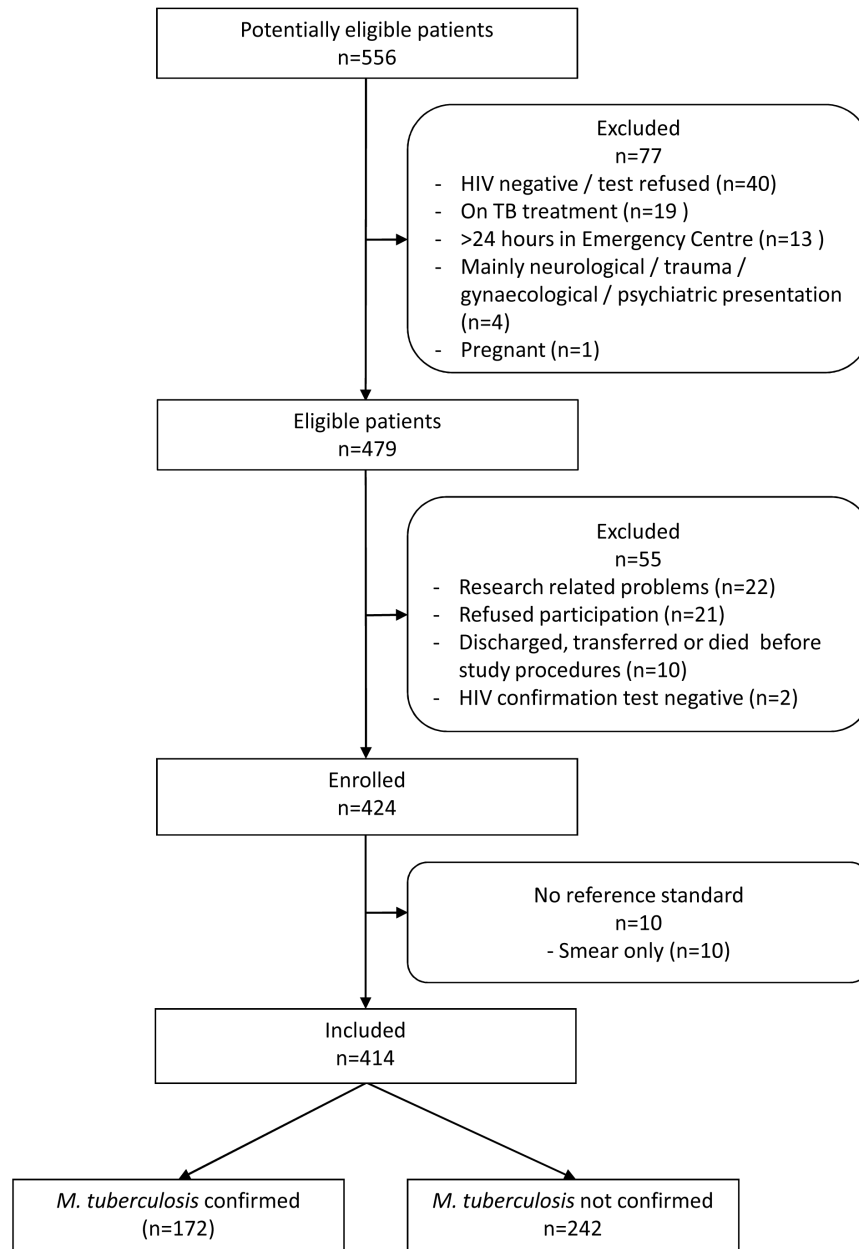 Potentially eligible patients
n=556
Excluded
n=77
- HIV negative / test refused (n=40)
- On TB treatment (n=19 )
- >24 hours in Emergency Centre (n=13 )
- Mainly neurological / trauma /
gynaecological / psychiatric presentation
(n=4)
- Pregnant (n=1)
Eligible patients
n=479
Excluded
n=55
- Research related problems (n=22)
- Refused participation (n=21)
- Discharged, transferred or died  before
study procedures (n=10)
- HIV confirmation test negative (n=2)
Enrolled
n=424
No reference standard
n=10
- Smear only (n=10)
Included
n=414
M. tuberculosis confirmed
(n=172)
M. tuberculosis not confirmed
n=242